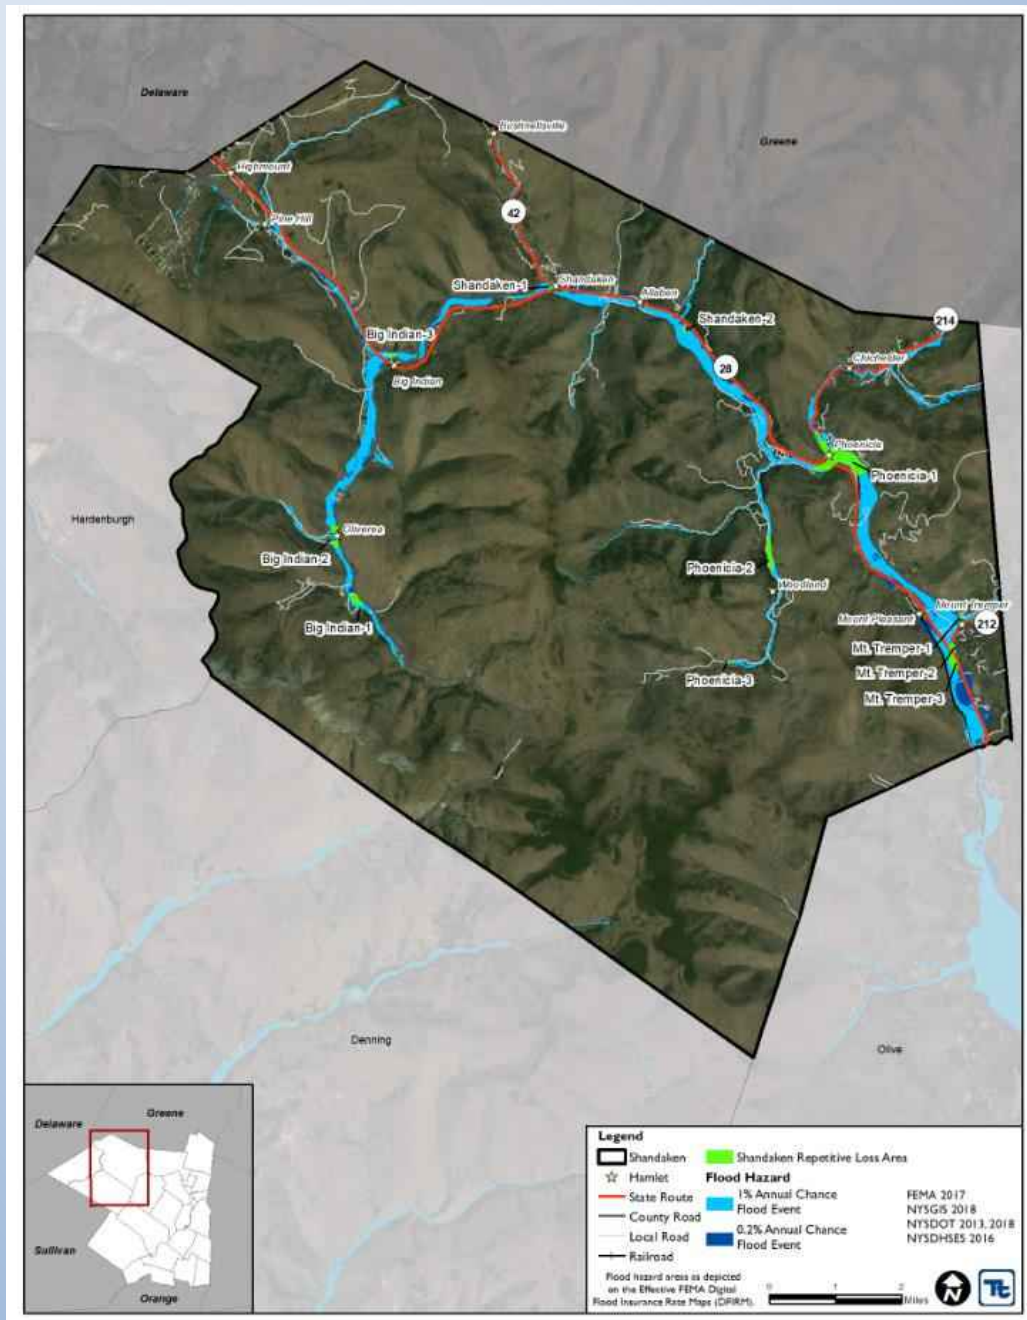 Delaware
Greene
Bushnellsville
Highmount
Pine Hill
42
Shandaken-1
Shandaken
Allaben
Shandaken-2
214
Big Indian-3
Big Indian
28
Chichester
Phoenicia
Phoenicia-1
Hardenburgh
Oliverea
Big Indian-2
Phoenicia-2
Woodland
Big Indian-1
Mount Tremper
Mount Pleasant
212
Mt. Tremper-1
Mt. Tremper-2
Phoenicia-3
Mt. Tremper-3
Denning
Olive
Greene
Delaware
Sullivan
Orange
Legend
Shandaken
Hamlet
State Route
County Road
Local Road
Railroad
Shandaken Repetitive Loss Area
Flood Hazard
1% Annual Chance
Flood Event
0.2% Annual Chance
Flood Event
FEMA 2017
NYSGIS 2018
NYSDOT 2013, 2018
NYSDHSES 2016
Flood hazard areas as depicted
on the Effective FEMA Digital
Flood Insurance Rate Maps (DFIRM).
0 1 2
Miles
N
Tt